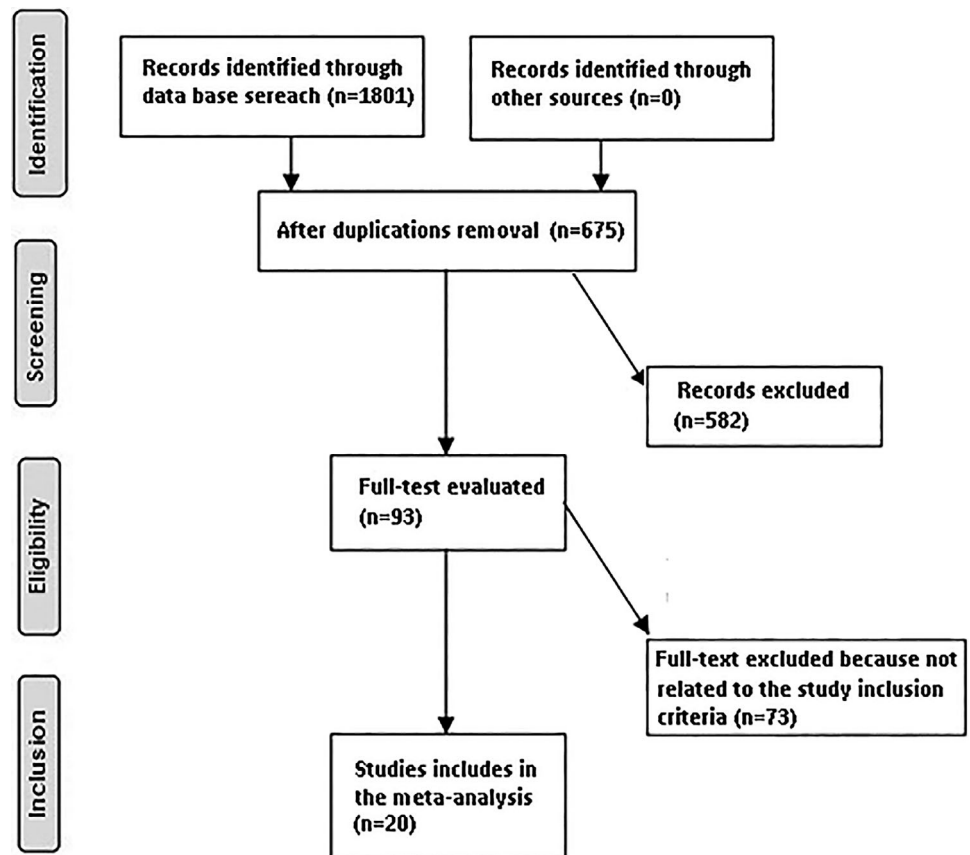 Identification
Records identified through
data base sereach (n=1801)
Records identified through
other sources (n=0)
After duplications removal (n=675)
Screening
Records excluded
(n=582)
Eligibility
Full-test evaluated
(n=93)
Full-text excluded because not
related to the study inclusion
criteria (n=73)
Inclusion
Studies includes in
the meta-analysis
(n=20)